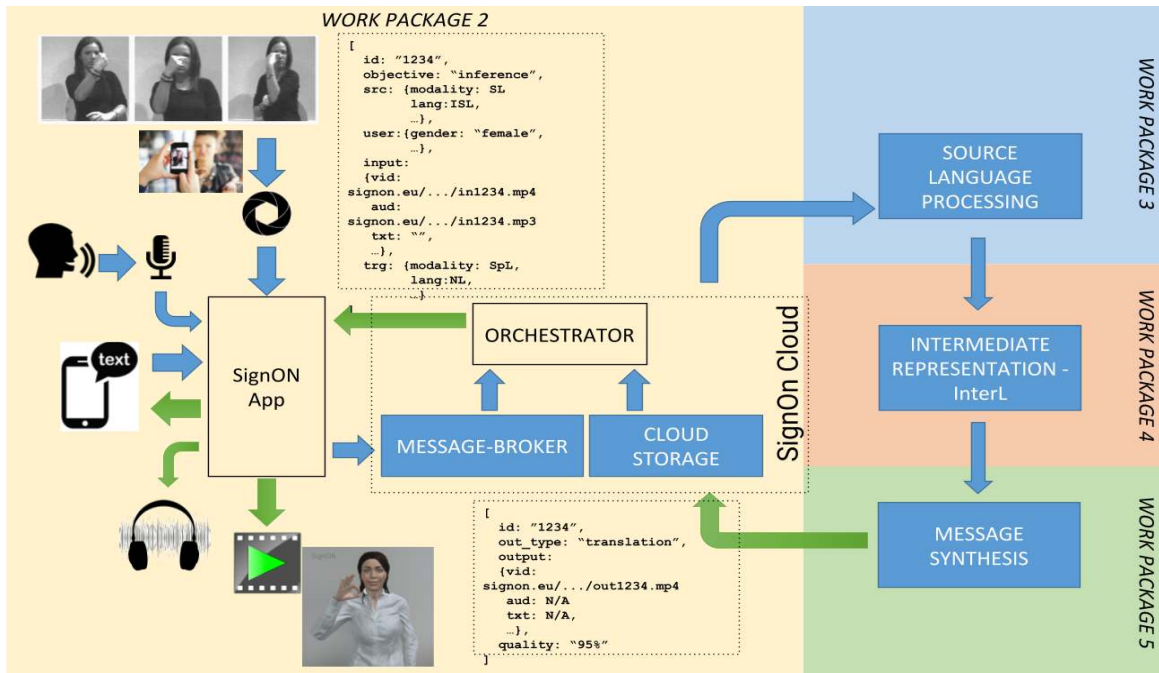 WORK PACKAGE 2
[
id: ”1234”,
objective: “inference”,
src: {modality: SL
lang:ISL,
…},
user:{gender: “female”,
…},
input:
{vid:
signon.eu/.../in1234.mp4
aud:
signon.eu/.../in1234.mp3
txt: “”,
…},
trg: {modality: SpL,
lang:NL,
…}
text
SignON
App
ORCHESTRATOR
MESSAGE-BROKER
CLOUD
STORAGE
SignOn Cloud
[
id: ”1234”,
out_type: “translation”,
output:
{vid:
signon.eu/.../out1234.mp4
aud: N/A
txt: N/A,
…},
quality: “95%”
]
SignON
SOURCE
LANGUAGE
PROCESSING
WORK PACKAGE 3
INTERMEDIATE
REPRESENTATION -
InterL
WORK PACKAGE 4
MESSAGE
SYNTHESIS
WORK PACKAGE 5